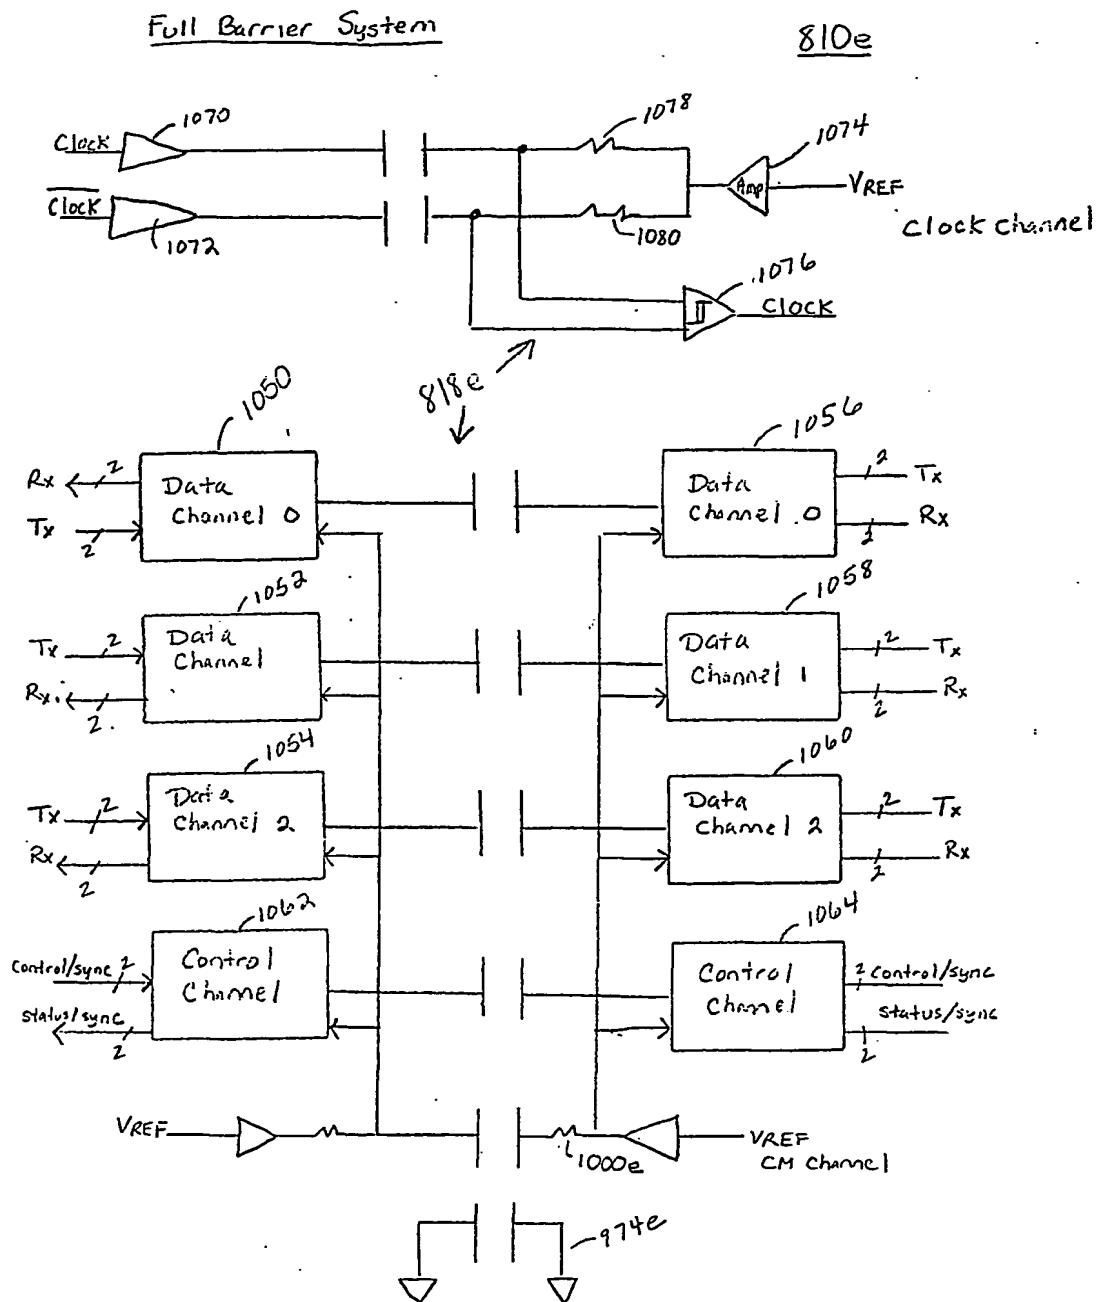 Full Barrier System
810e
Clock
1070
1078
1074
Amp
VREF
Clock
1072
1080
Clock Channel
1076
Clock
818e
1050
1056
Rx
2
Data
Channel 0
Tx
2
Data
Channel .0
2
Tx
Rx
2
1052
1058
Tx
2
Data
Channel
Rx.
2.
Data
Channel 1
2
Tx
Rx
2
1054
1060
Tx
2
Data
Channel 2
Rx
2
Data
Channel 2
2
Tx
Rx
2
1062
1064
Control/sync
2
Control
Channel
Status/sync
2
Control
Channel
2
Control/sync
Status/sync
2
VREF
1000e
VREF
CM Channel
974e